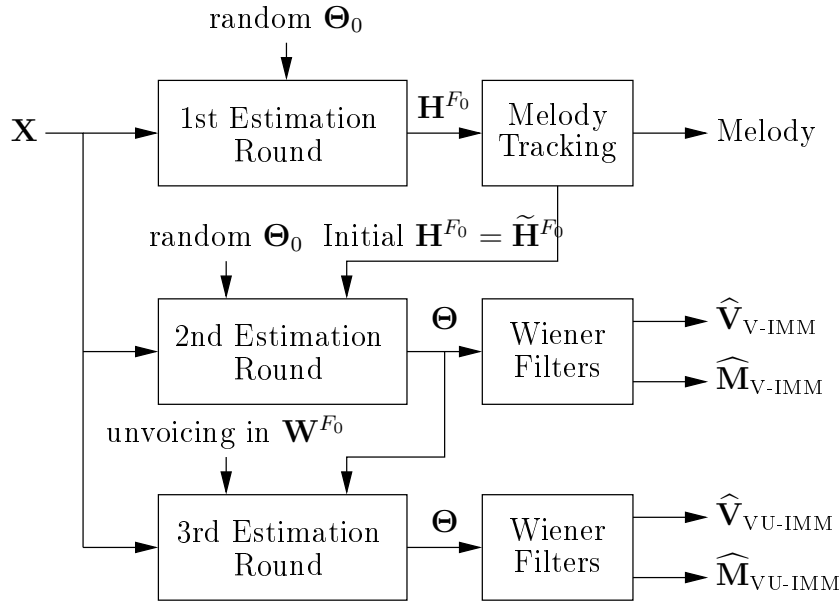 random Θ₀
X
1st Estimation
Round
H^{F₀}
Melody
Tracking
Melody
random Θ₀
Initial H^{F₀} = H̃^{F₀}
2nd Estimation
Round
Θ
Wiener
Filters
V̂_{V-IMM}
M̂_{V-IMM}
unvoicing in W^{F₀}
3rd Estimation
Round
Θ
Wiener
Filters
V̂_{VU-IMM}
M̂_{VU-IMM}